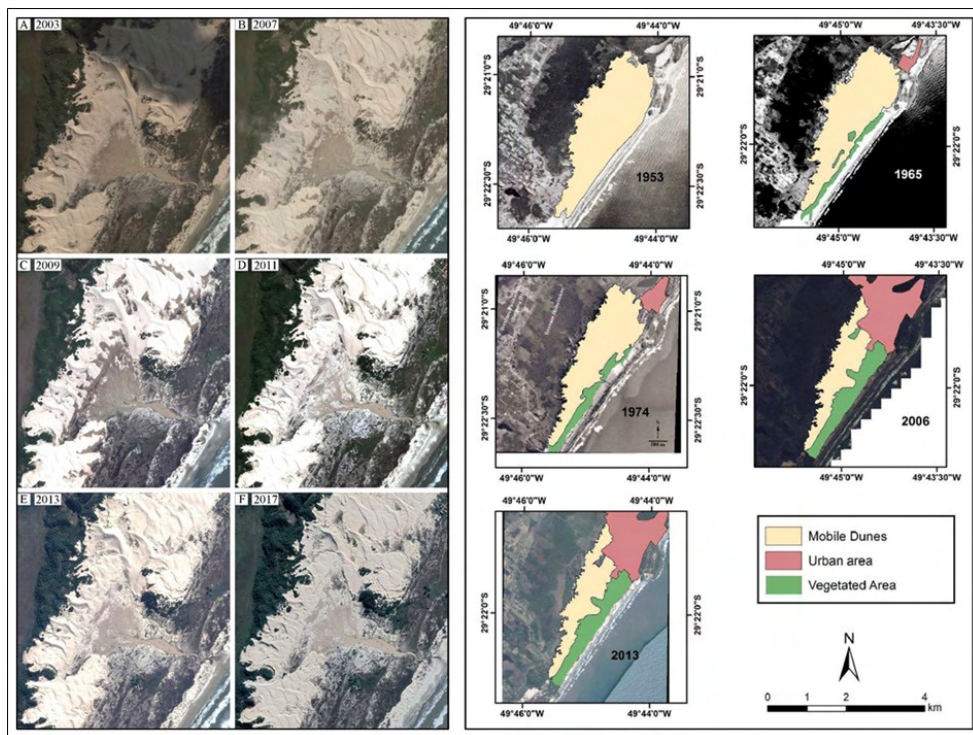 A 2003
B 2007
C 2009
D 2011
E 2013
F 2017
49°46'0"W 49°44'0"W
29°21'0"S
29°22'30"S
1953
49°46'0"W 49°44'0"W
49°45'0"W 49°43'30"W
29°22'0"S
29°22'0"S
1965
49°45'0"W 49°43'30"W
49°46'0"W 49°44'0"W
29°21'0"S
29°21'0"S
29°22'30"S
29°22'30"S
1974
49°46'0"W 49°44'0"W
49°45'0"W 49°43'30"W
29°22'0"S
29°22'0"S
2006
49°45'0"W 49°43'30"W
49°46'0"W 49°44'0"W
29°22'0"S
29°22'0"S
2013
49°46'0"W 49°44'0"W
Mobile Dunes
Urban area
Vegetated Area
N
0 1 2 4
km